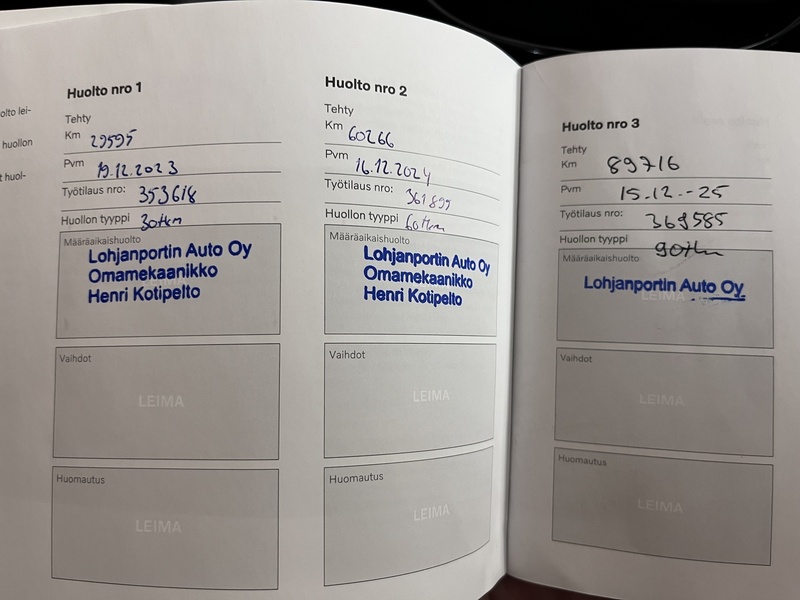 olto lei-
huollon
t huol-
Huolto nro 1
Tehty
Km 29595
Pvm 19.12.2023
Työtilaus nro: 353618
Huollon tyyppi 30tkm
Määräaikaishuolto
Lohjanportin Auto Oy
Omamekaanikko
Henri Kotipelto
Vaihdot
LEIMA
Huomautus
LEIMA
Huolto nro 2
Tehty
Km 60266
Pvm 16.12.2024
Työtilaus nro: 361895
Huollon tyyppi 60tkm
Määräaikaishuolto
Lohjanportin Auto Oy
Omamekaanikko
Henri Kotipelto
Vaihdot
LEIMA
Huomautus
LEIMA
Huolto nro 3
Tehty
Km 89716
Pvm 15.12.-25
Työtilaus nro: 369585
Huollon tyyppi 90tkm
Määräaikaishuolto
Lohjanportin Auto Oy
LEIMA
Vaihdot
LEIMA
Huomautus
LEIMA